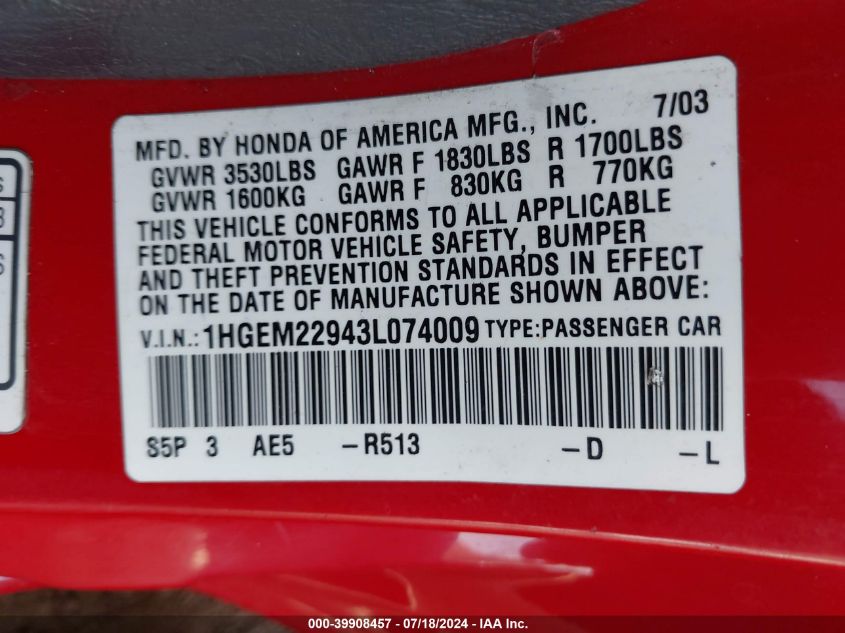 MFD. BY HONDA OF AMERICA MFG., INC. 7/03
GVWR 3530LBS GAWR F 1830LBS R 1700LBS
GVWR 1600KG GAWR F 830KG R 770KG
THIS VEHICLE CONFORMS TO ALL APPLICABLE
FEDERAL MOTOR VEHICLE SAFETY, BUMPER
AND THEFT PREVENTION STANDARDS IN EFFECT
ON THE DATE OF MANUFACTURE SHOWN ABOVE:
V.I.N.: 1HGEM22943L074009 TYPE:PASSENGER CAR
S5P 3 AE5 –R513 –D –L
000-39908457 - 07/18/2024 - IAA Inc.